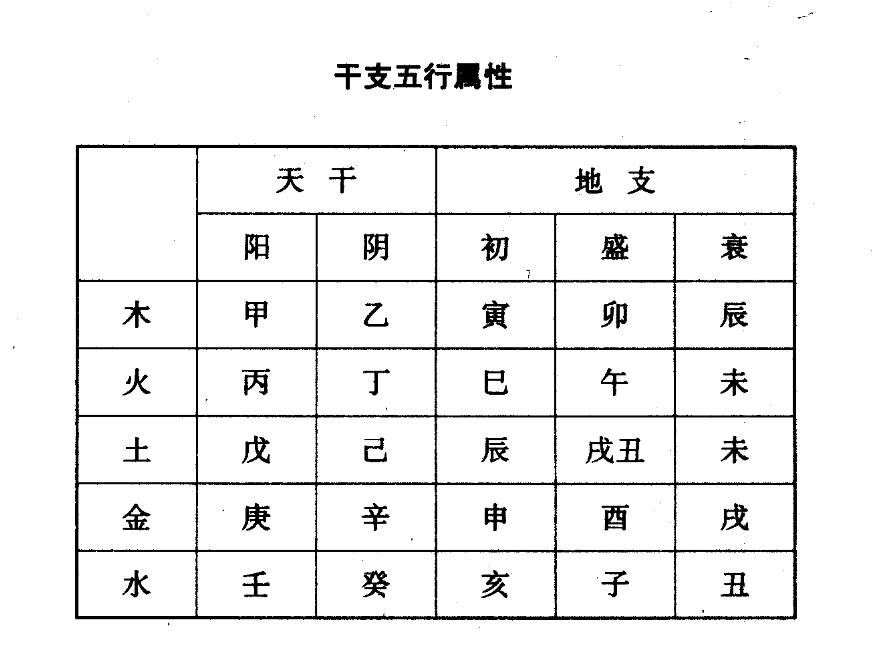 干支五行属性
天 干 地 支
阳 阴 初 盛 衰
木 甲 乙 寅 卯 辰
火 丙 丁 巳 午 未
土 戊 己 辰 戌丑 未
金 庚 辛 申 酉 戌
水 壬 癸 亥 子 丑